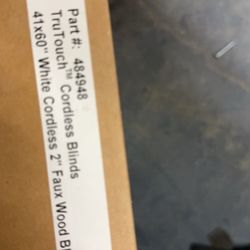 Part #: 484948
TruTouch™ Cordless Blinds
41x60" White Cordless 2" Faux Wood